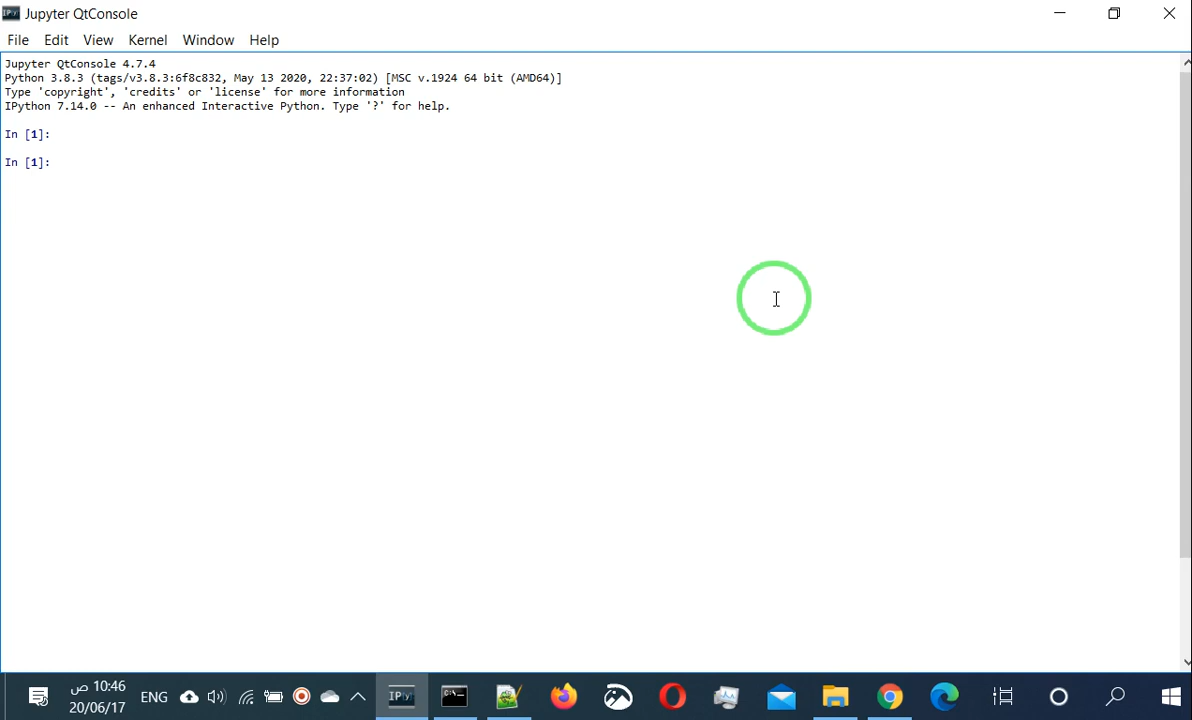 Jupyter QtConsole
File Edit View Kernel Window Help
Jupyter QtConsole 4.7.4
Python 3.8.3 (tags/v3.8.3:6f8c832, May 13 2020, 22:37:02) [MSC v.1924 64 bit (AMD64)]
Type 'copyright', 'credits' or 'license' for more information
IPython 7.14.0 -- An enhanced Interactive Python. Type '?' for help.
In [1]:
In [1]:
10:46 ص
20/06/17
ENG